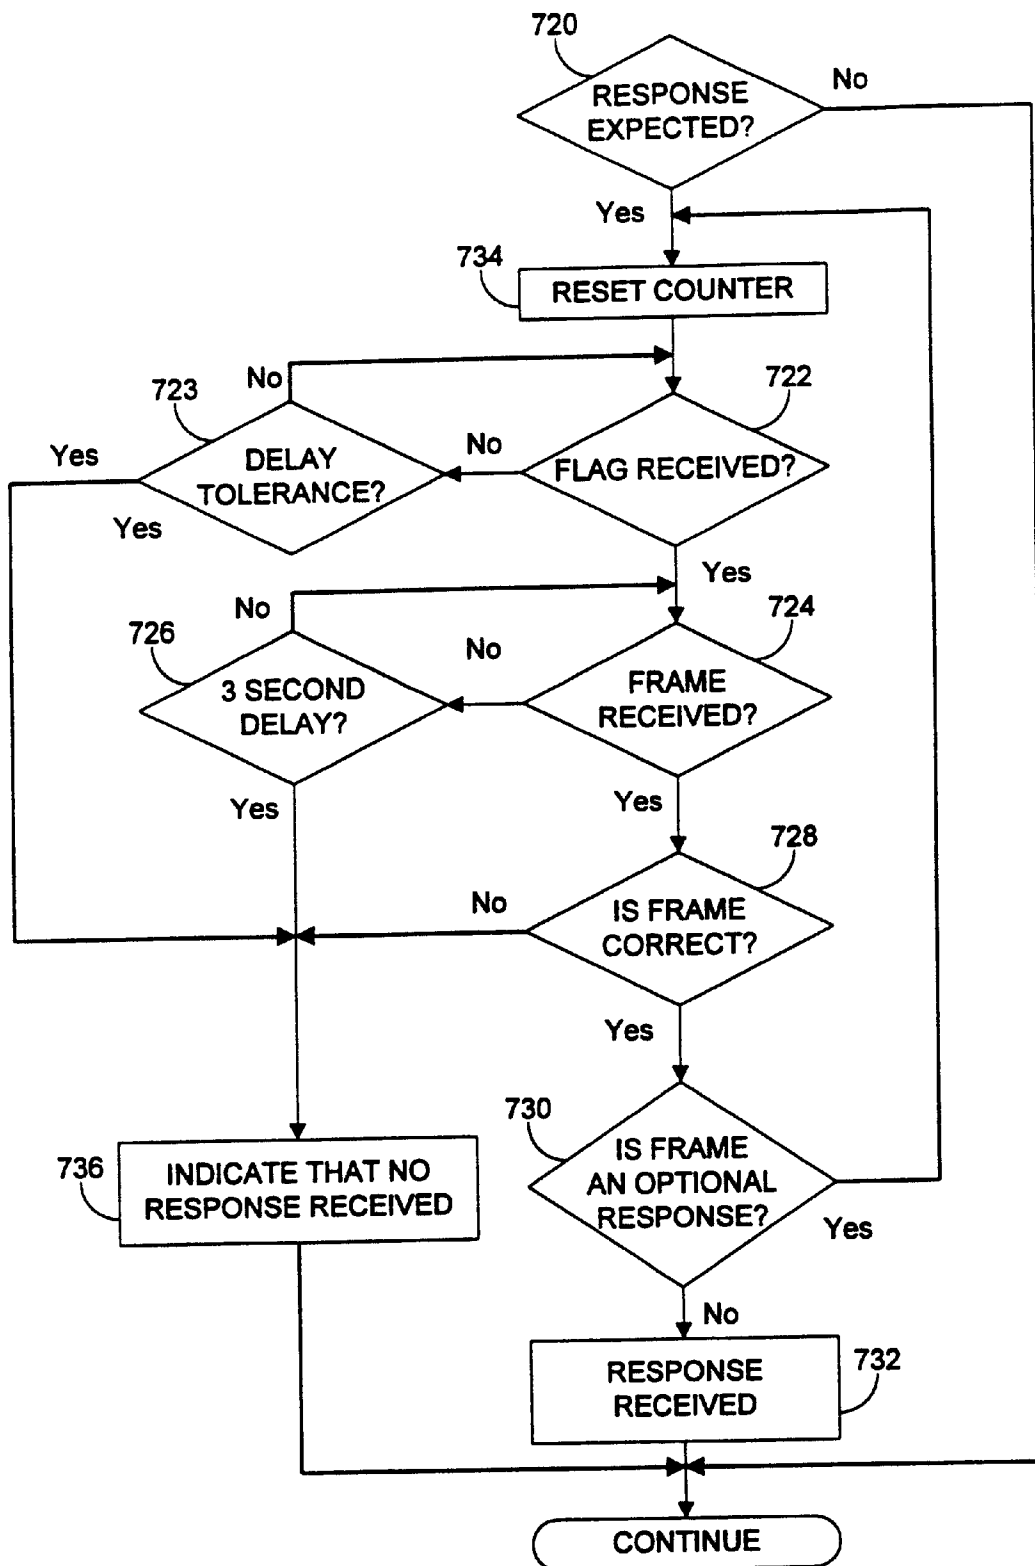 720
No
RESPONSE
EXPECTED?
Yes
734
RESET COUNTER
No
723
722
Yes
No
DELAY
TOLERANCE?
FLAG RECEIVED?
Yes
Yes
No
726
724
No
3 SECOND
DELAY?
FRAME
RECEIVED?
Yes
Yes
728
No
IS FRAME
CORRECT?
Yes
730
IS FRAME
AN OPTIONAL
RESPONSE?
736
INDICATE THAT NO
RESPONSE RECEIVED
Yes
No
RESPONSE
RECEIVED
732
CONTINUE